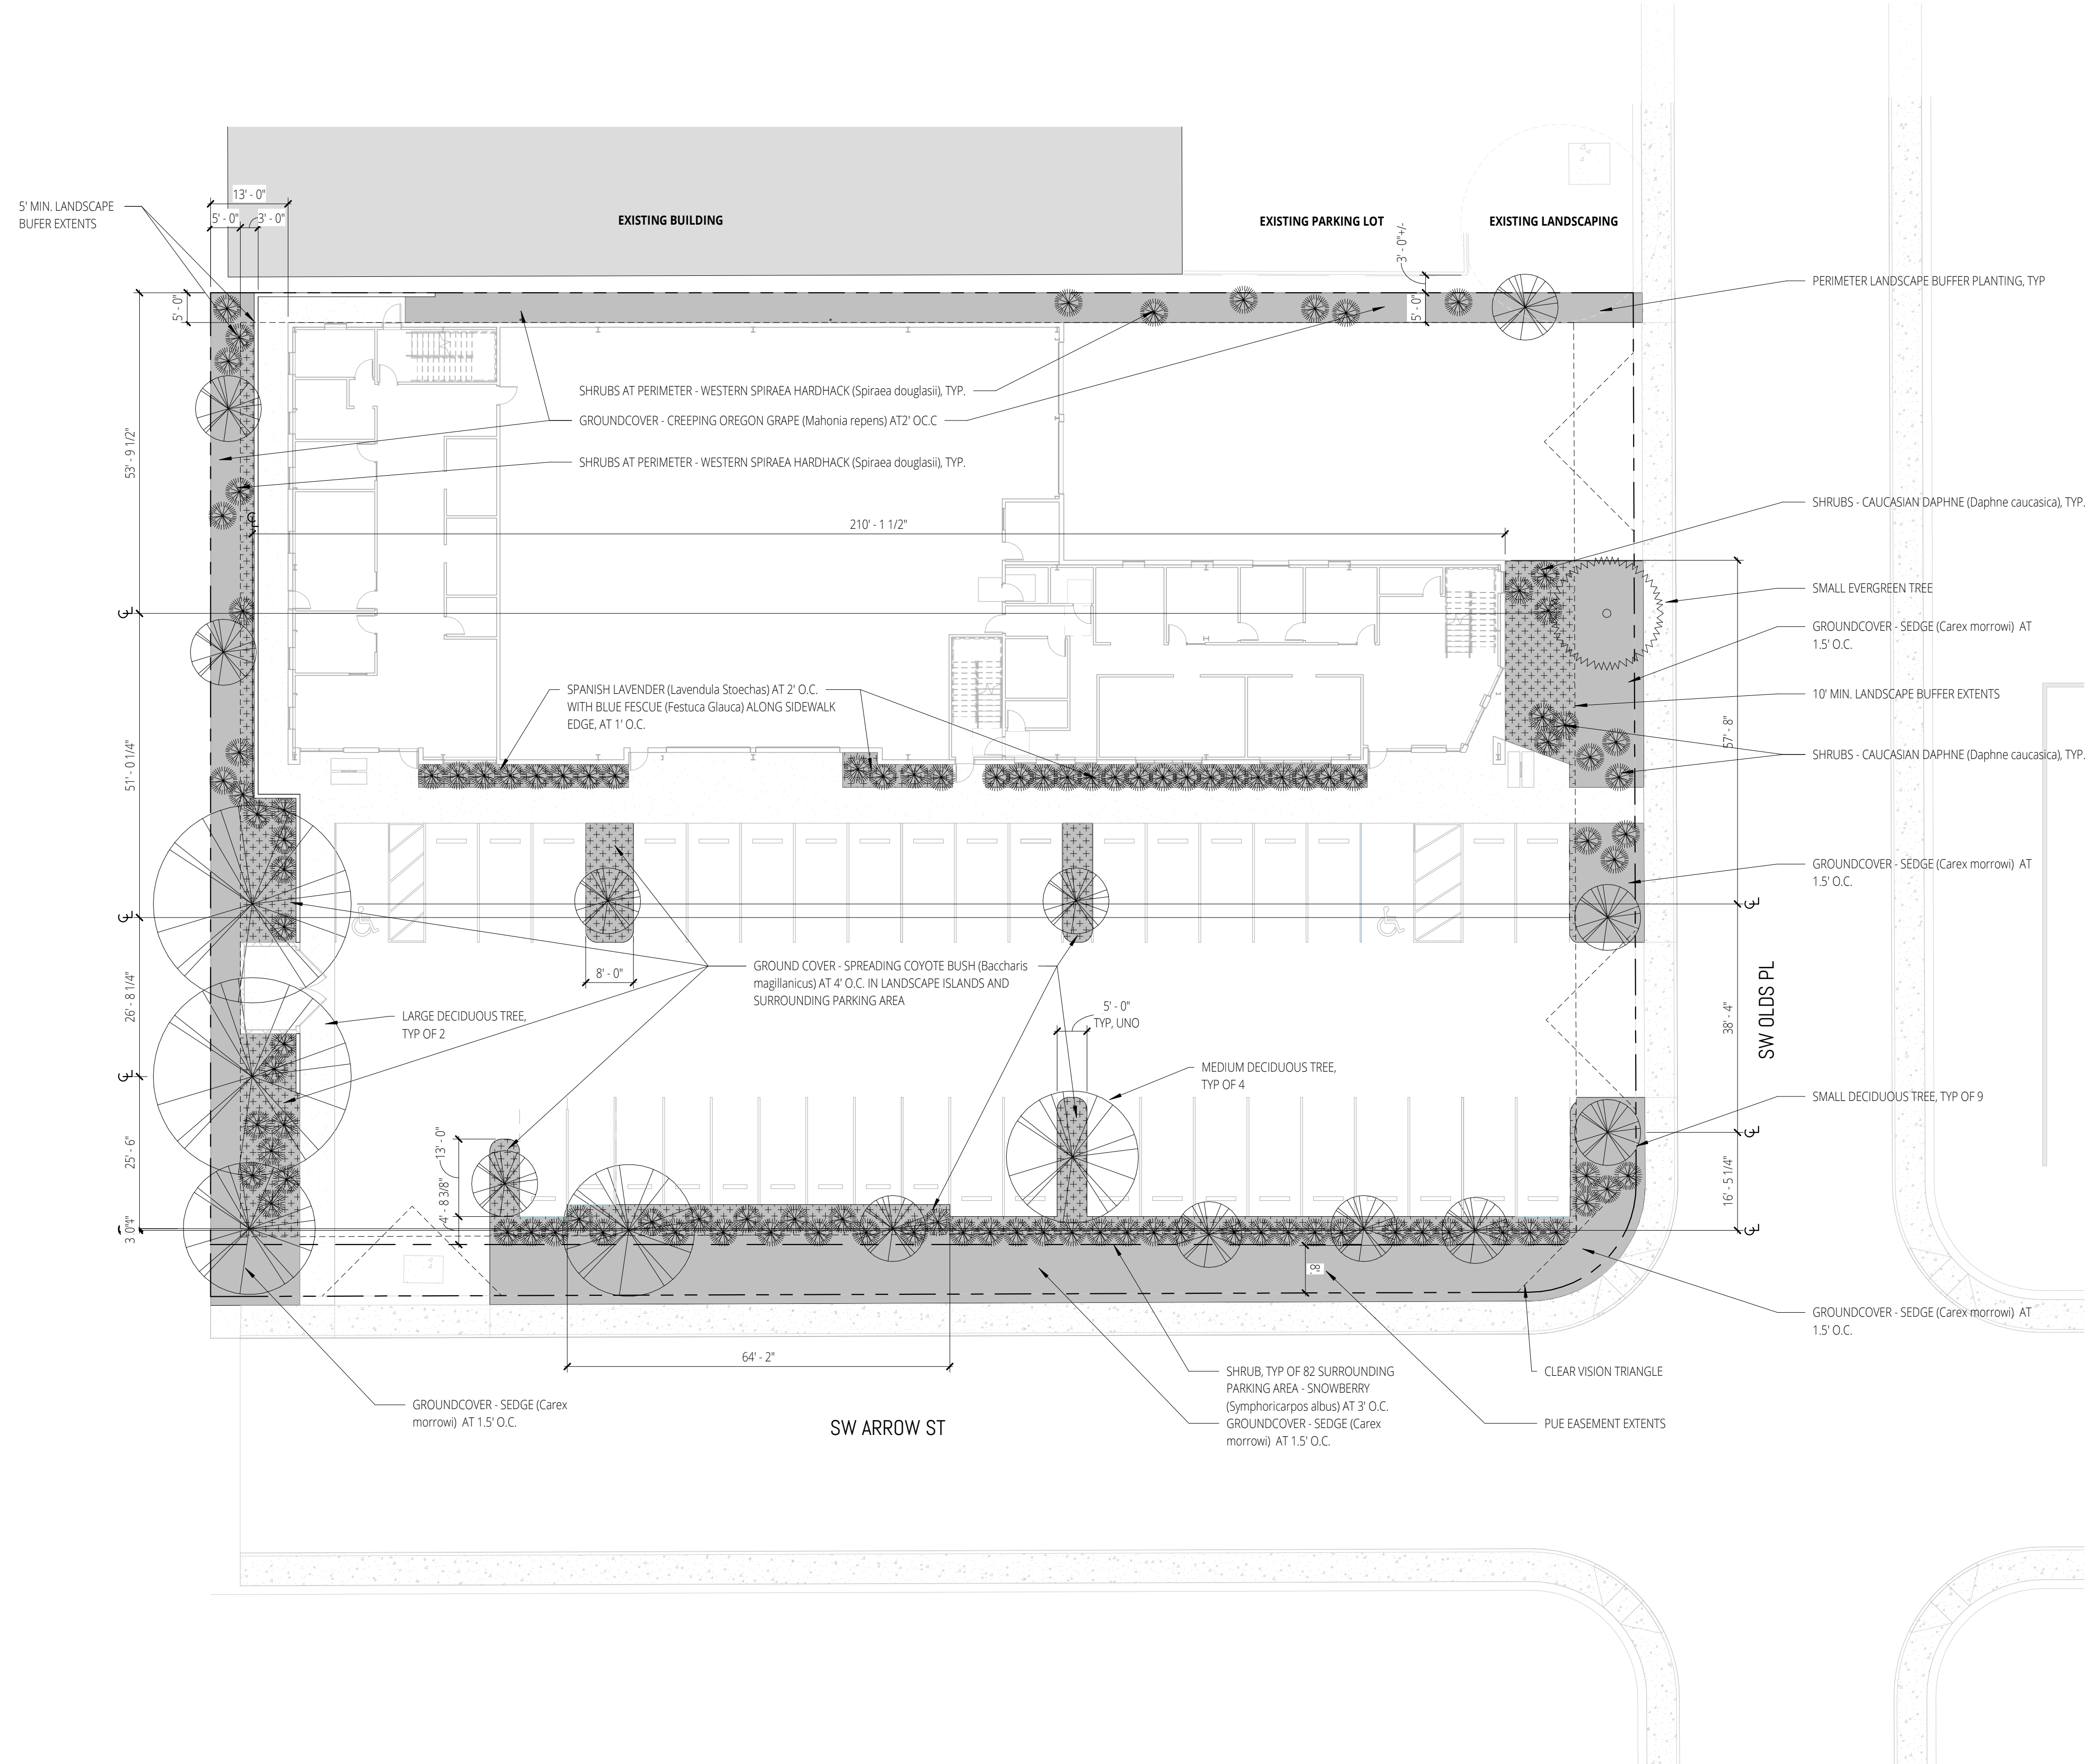 13' - 0"
5' MIN. LANDSCAPE
BUFER EXTENTS
5' - 0"
3' - 0"
EXISTING BUILDING
EXISTING PARKING LOT
EXISTING LANDSCAPING
3' - 0"+/-
5' - 0"
5' - 0"
PERIMETER LANDSCAPE BUFFER PLANTING, TYP
SHRUBS AT PERIMETER - WESTERN SPIRAEA HARDHACK (Spiraea douglasii), TYP.
GROUNDCOVER - CREEPING OREGON GRAPE (Mahonia repens) AT2' OC.C
53' - 9 1/2"
SHRUBS AT PERIMETER - WESTERN SPIRAEA HARDHACK (Spiraea douglasii), TYP.
SHRUBS - CAUCASIAN DAPHNE (Daphne caucasica), TYP.
210' - 1 1/2"
SMALL EVERGREEN TREE
GROUNDCOVER - SEDGE (Carex morrowi) AT
1.5' O.C.
SPANISH LAVENDER (Lavendula Stoechas) AT 2' O.C.
WITH BLUE FESCUE (Festuca Glauca) ALONG SIDEWALK
EDGE, AT 1' O.C.
10' MIN. LANDSCAPE BUFFER EXTENTS
57' - 8"
SHRUBS - CAUCASIAN DAPHNE (Daphne caucasica), TYP.
51' - 0 1/4"
GROUNDCOVER - SEDGE (Carex morrowi) AT
1.5' O.C.
8' - 0"
GROUND COVER - SPREADING COYOTE BUSH (Baccharis
magillanicus) AT 4' O.C. IN LANDSCAPE ISLANDS AND
SURROUNDING PARKING AREA
26' - 8 1/4"
LARGE DECIDUOUS TREE,
TYP OF 2
5' - 0"
TYP, UNO
38' - 4"
SW OLDS PL
MEDIUM DECIDUOUS TREE,
TYP OF 4
SMALL DECIDUOUS TREE, TYP OF 9
25' - 6"
13' - 0"
4' - 8 3/8"
16' - 5 1/4"
8'
GROUNDCOVER - SEDGE (Carex morrowi) AT
1.5' O.C.
64' - 2"
SHRUB, TYP OF 82 SURROUNDING
PARKING AREA - SNOWBERRY
(Symphoricarpos albus) AT 3' O.C.
GROUNDCOVER - SEDGE (Carex
morrowi) AT 1.5' O.C.
CLEAR VISION TRIANGLE
PUE EASEMENT EXTENTS
GROUNDCOVER - SEDGE (Carex
morrowi) AT 1.5' O.C.
SW ARROW ST